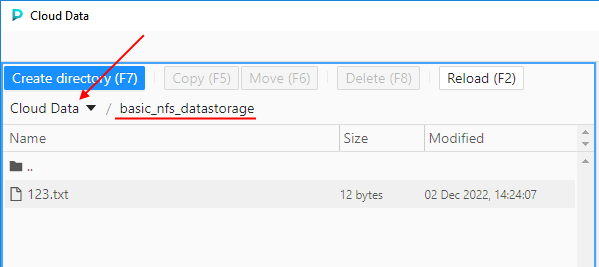 Cloud Data
Create directory (F7) Copy (F5) Move (F6) Delete (F8) Reload (F2)
Cloud Data / basic_nfs_datastorage
Name Size Modified
..
123.txt 12 bytes 02 Dec 2022, 14:24:07